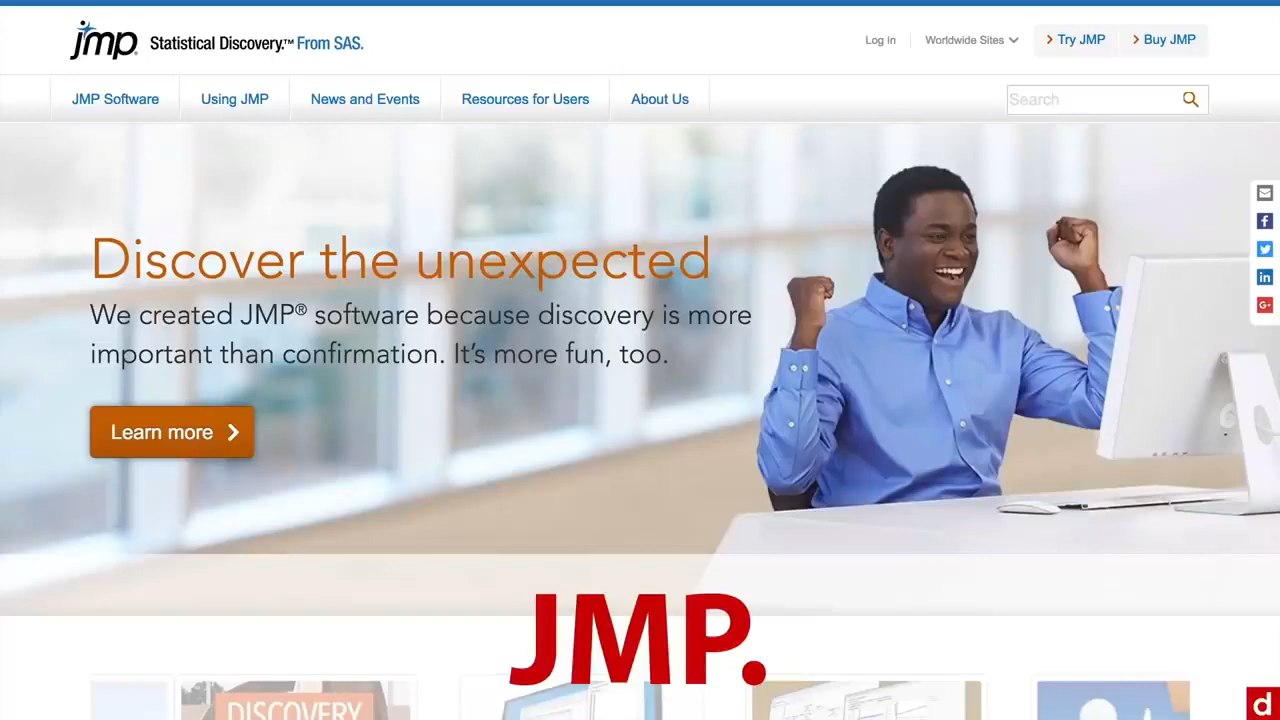 jmp Statistical Discovery.™ From SAS.
Log In
Worldwide Sites
Try JMP
Buy JMP
JMP Software
Using JMP
News and Events
Resources for Users
About Us
Search
Discover the unexpected
We created JMP® software because discovery is more
important than confirmation. It's more fun, too.
Learn more
JMP.
DISCOVERY
d